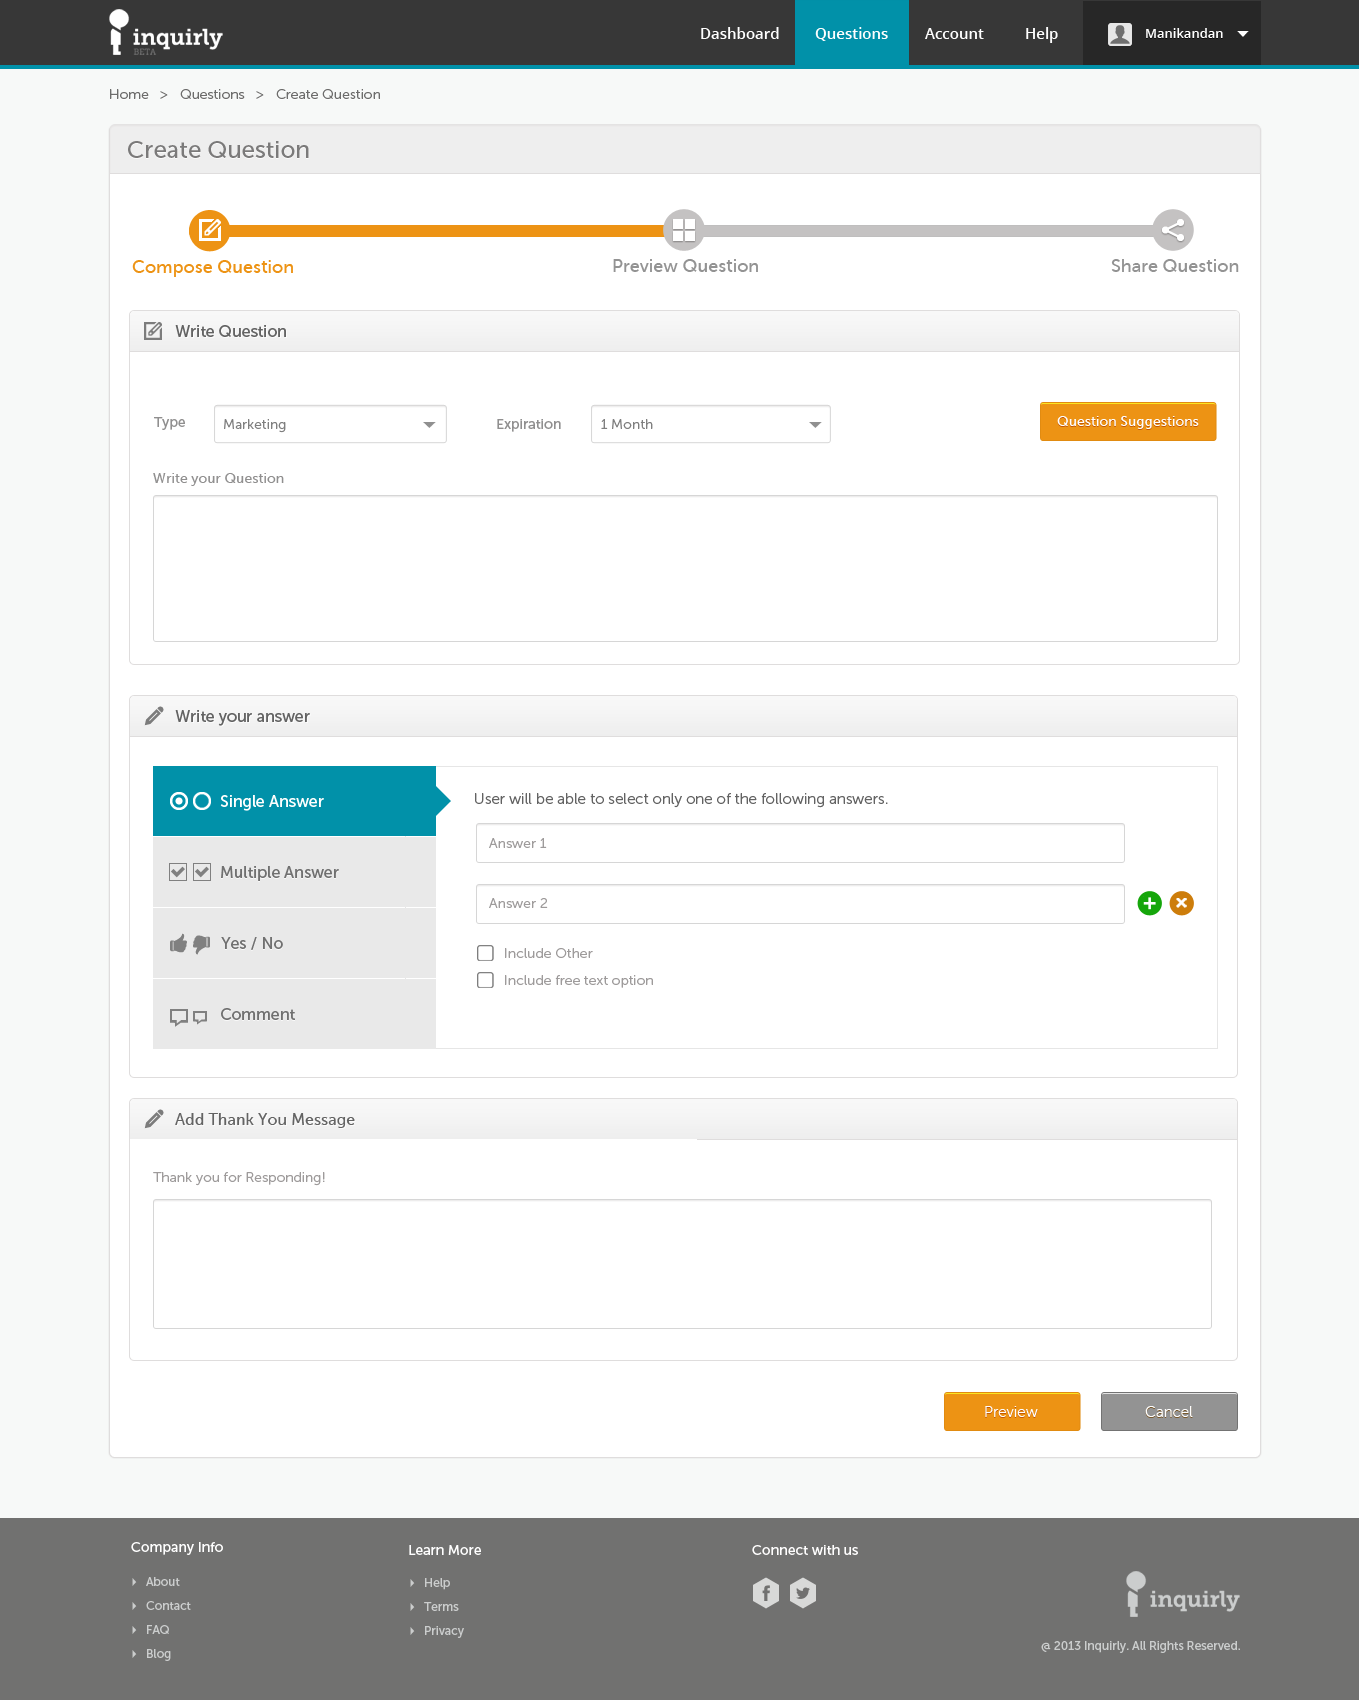 inquirly
BETA
Dashboard Questions Account Help Manikandan
Home > Questions > Create Question
Create Question
Compose Question Preview Question Share Question
Write Question
Type Marketing Expiration 1 Month Question Suggestions
Write your Question
Write your answer
Single Answer
User will be able to select only one of the following answers.
Answer 1
Multiple Answer
Answer 2
Yes / No
Include Other
Include free text option
Comment
Add Thank You Message
Thank you for Responding!
Preview Cancel
Company Info
About
Contact
FAQ
Blog
Learn More
Help
Terms
Privacy
Connect with us
inquirly
@ 2013 Inquirly. All Rights Reserved.